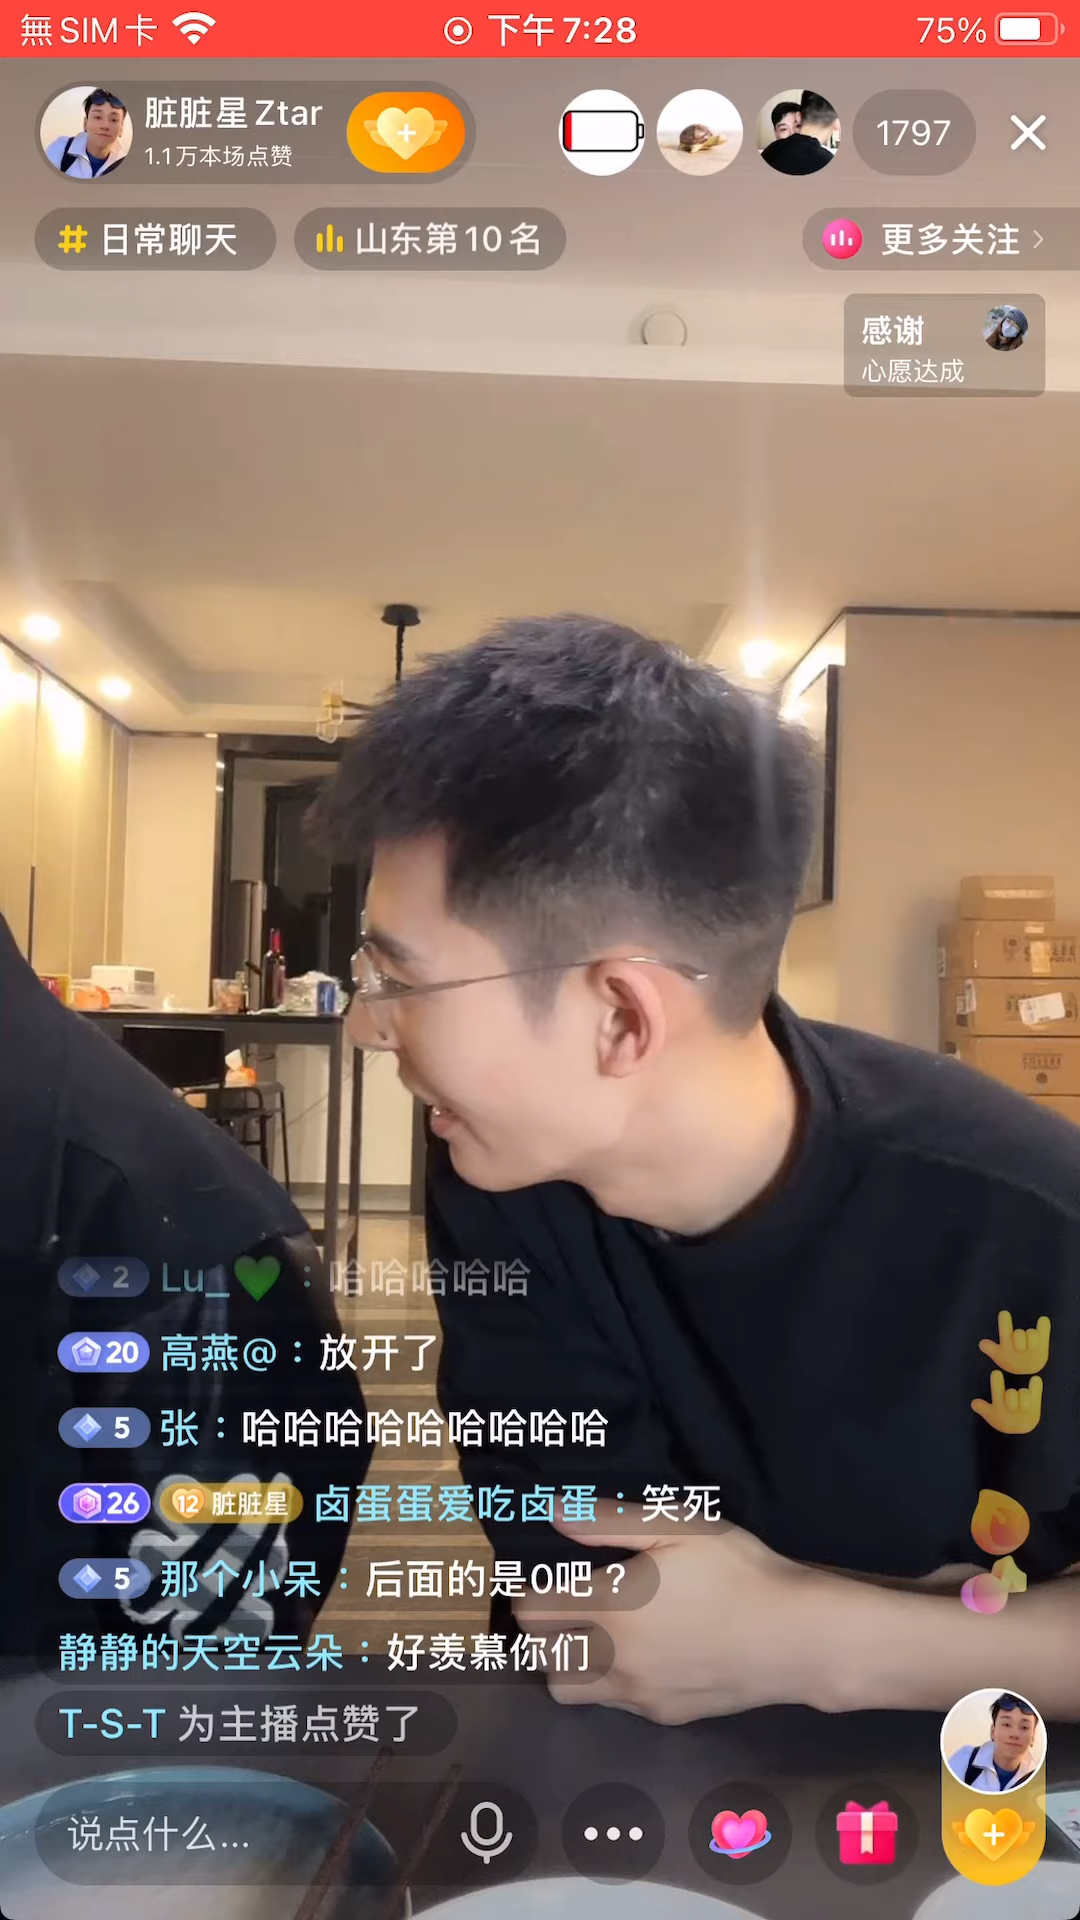 無SIM卡 下午7:28 75%
脏脏星Ztar
1.1万本场点赞
1797
日常聊天
山东第10名
更多关注
感谢
心愿达成
2 Lu_💚：哈哈哈哈哈
20 高燕@：放开了
5 张：哈哈哈哈哈哈哈哈哈
26 12 脏脏星 卤蛋蛋爱吃卤蛋：笑死
5 那个小呆：后面的是0吧？
静静的天空云朵：好羡慕你们
T-S-T 为主播点赞了
说点什么...